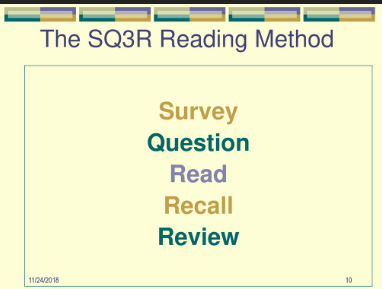 The SQ3R Reading Method
Survey
Question
Read
Recall
Review
11/24/2018 10